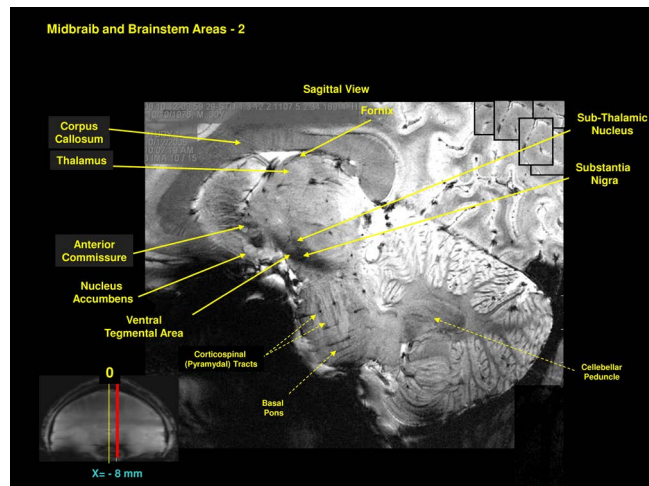 Midbraib and Brainstem Areas - 2
Sagittal View
Fornix
Corpus
Callosum
Thalamus
Sub-Thalamic
Nucleus
Substantia
Nigra
Anterior
Commissure
Nucleus
Accumbens
Ventral
Tegmental Area
Corticospinal
(Pyramydal) Tracts
Basal
Pons
Cellebellar
Peduncle
0
X= - 8 mm